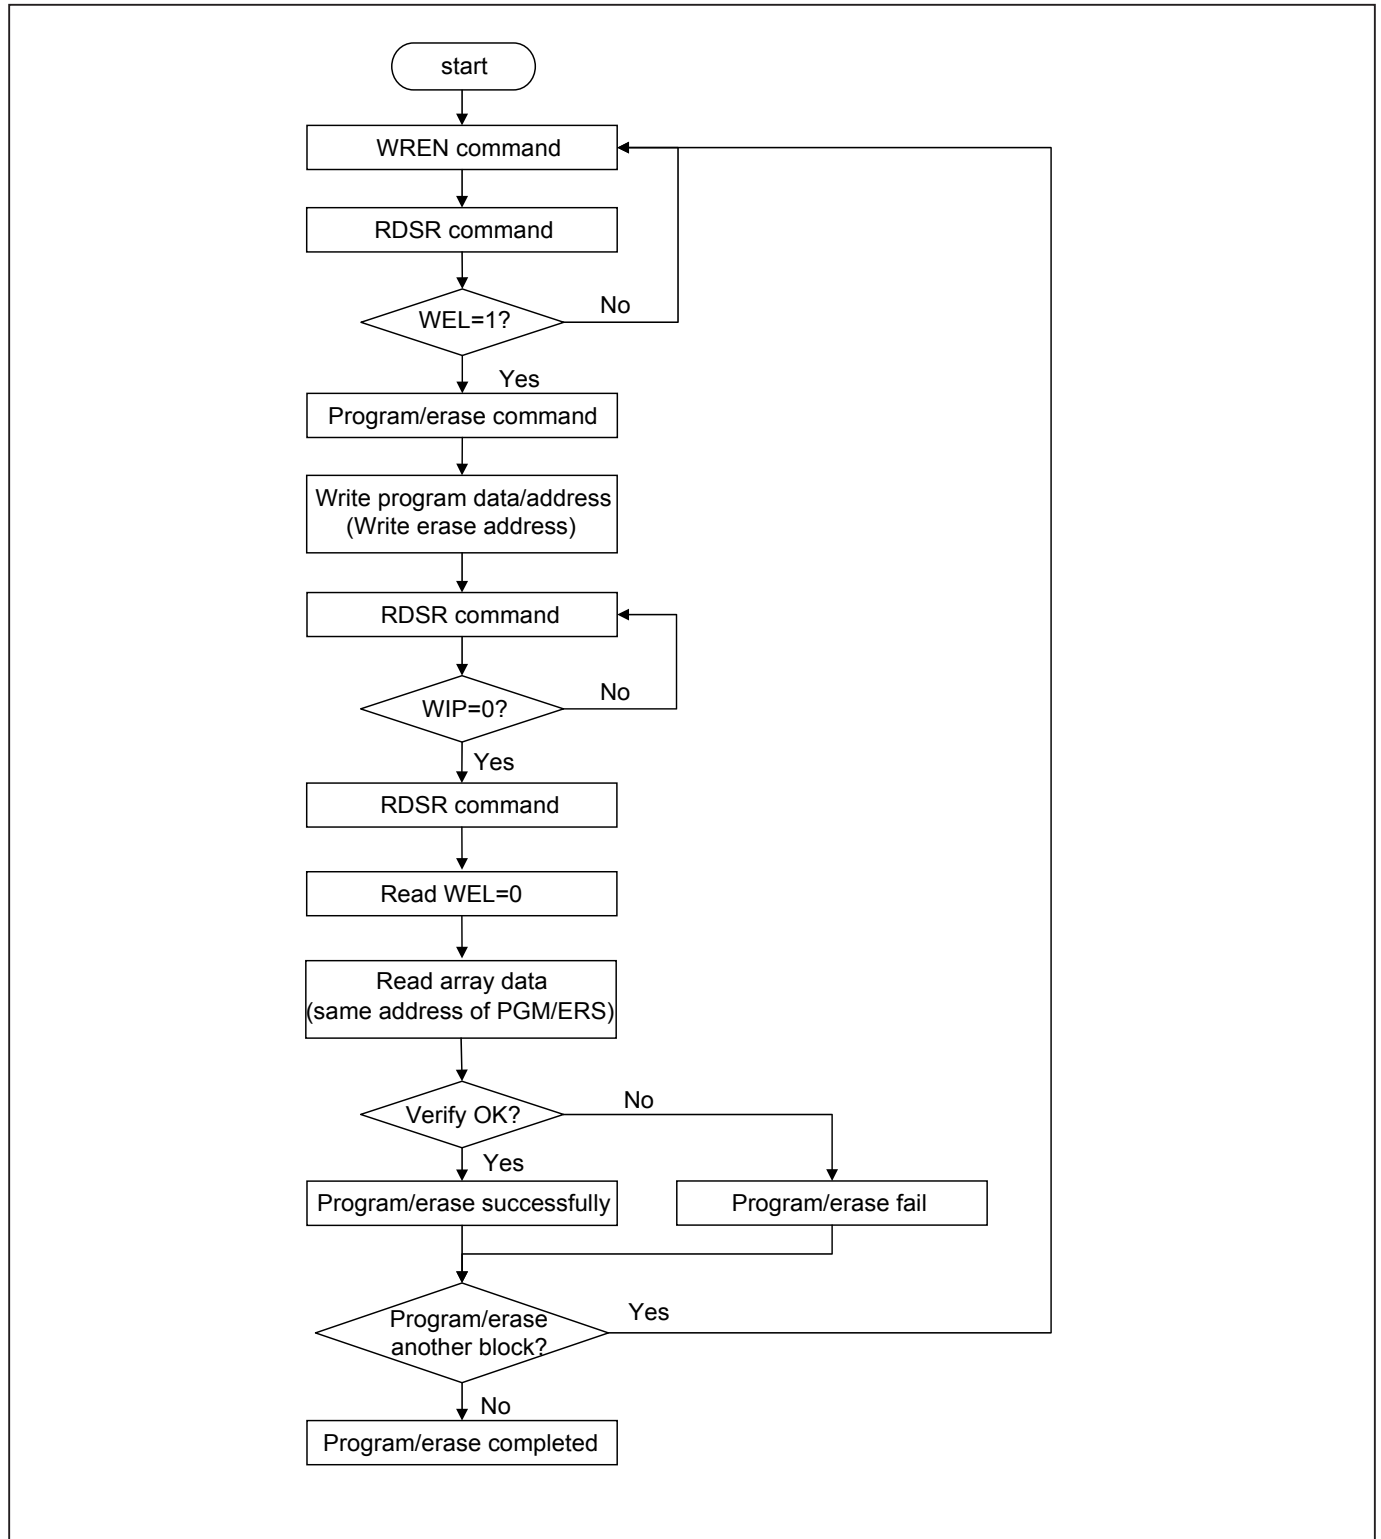 start
WREN command
RDSR command
WEL=1?
No
Yes
Program/erase command
Write program data/address
(Write erase address)
RDSR command
WIP=0?
No
Yes
RDSR command
Read WEL=0
Read array data
(same address of PGM/ERS)
Verify OK?
No
Yes
Program/erase successfully
Program/erase fail
Program/erase
another block?
Yes
No
Program/erase completed